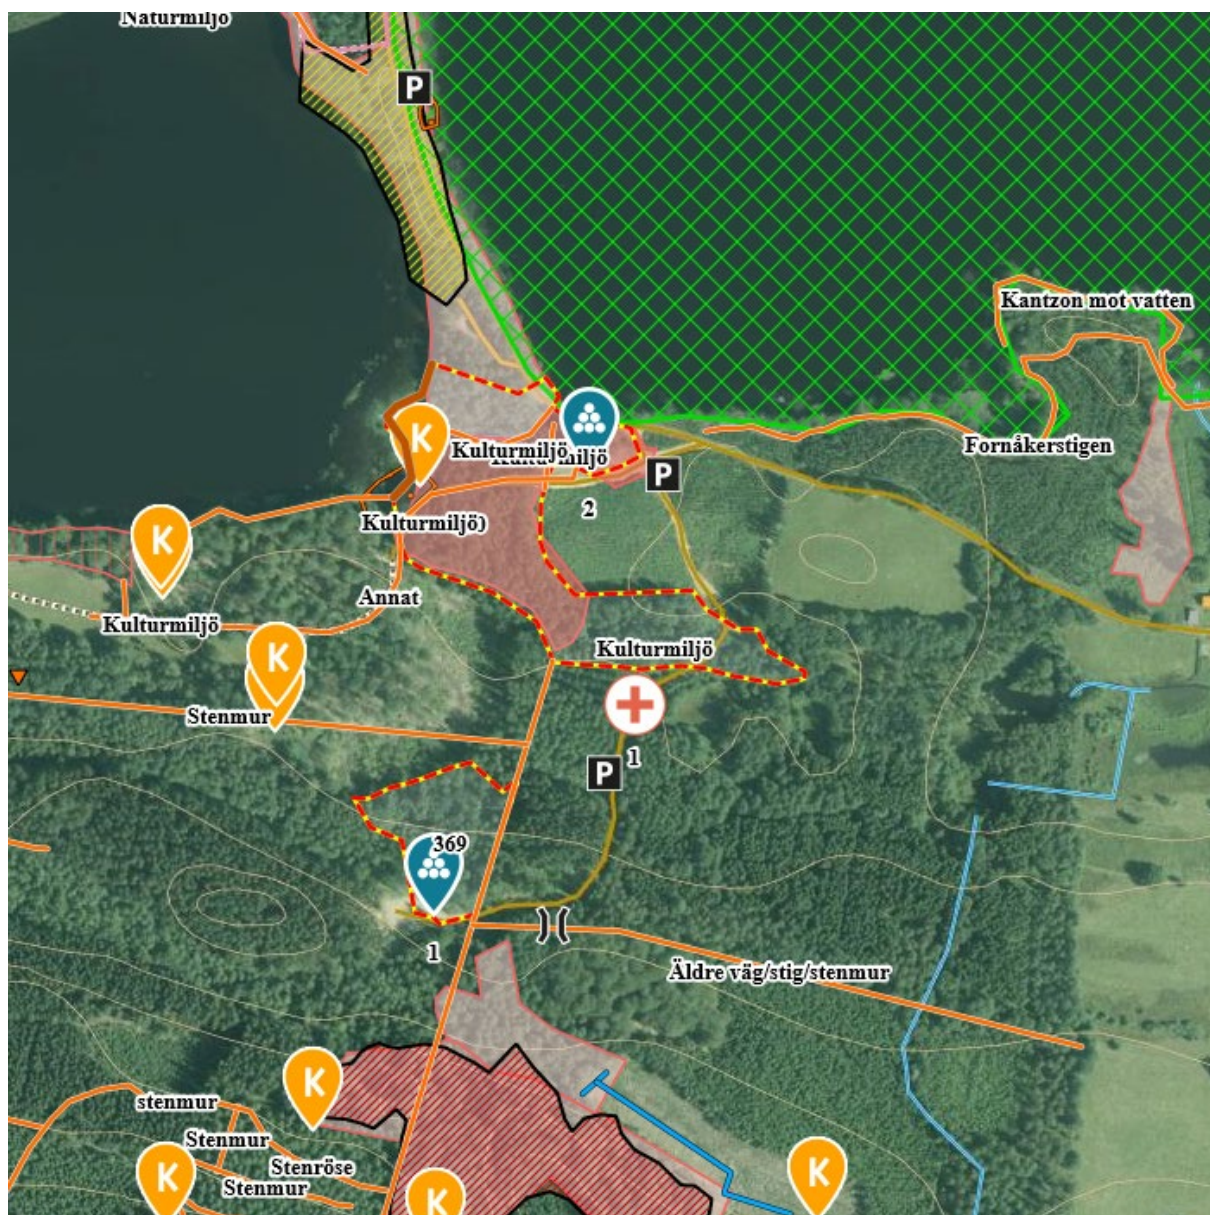 Naturmiljö
P
Kantzon mot vatten
K
Kulturmiljö
Kulturmiljö
Fornåkerstigen
P
2
Kulturmiljö)
K
Annat
Kulturmiljö
Kulturmiljö
K
Stenmur
1
P
369
1
Äldre väg/stig/stenmur
K
stenmur
Stenmur
Stenröse
Stenmur
K
K
K